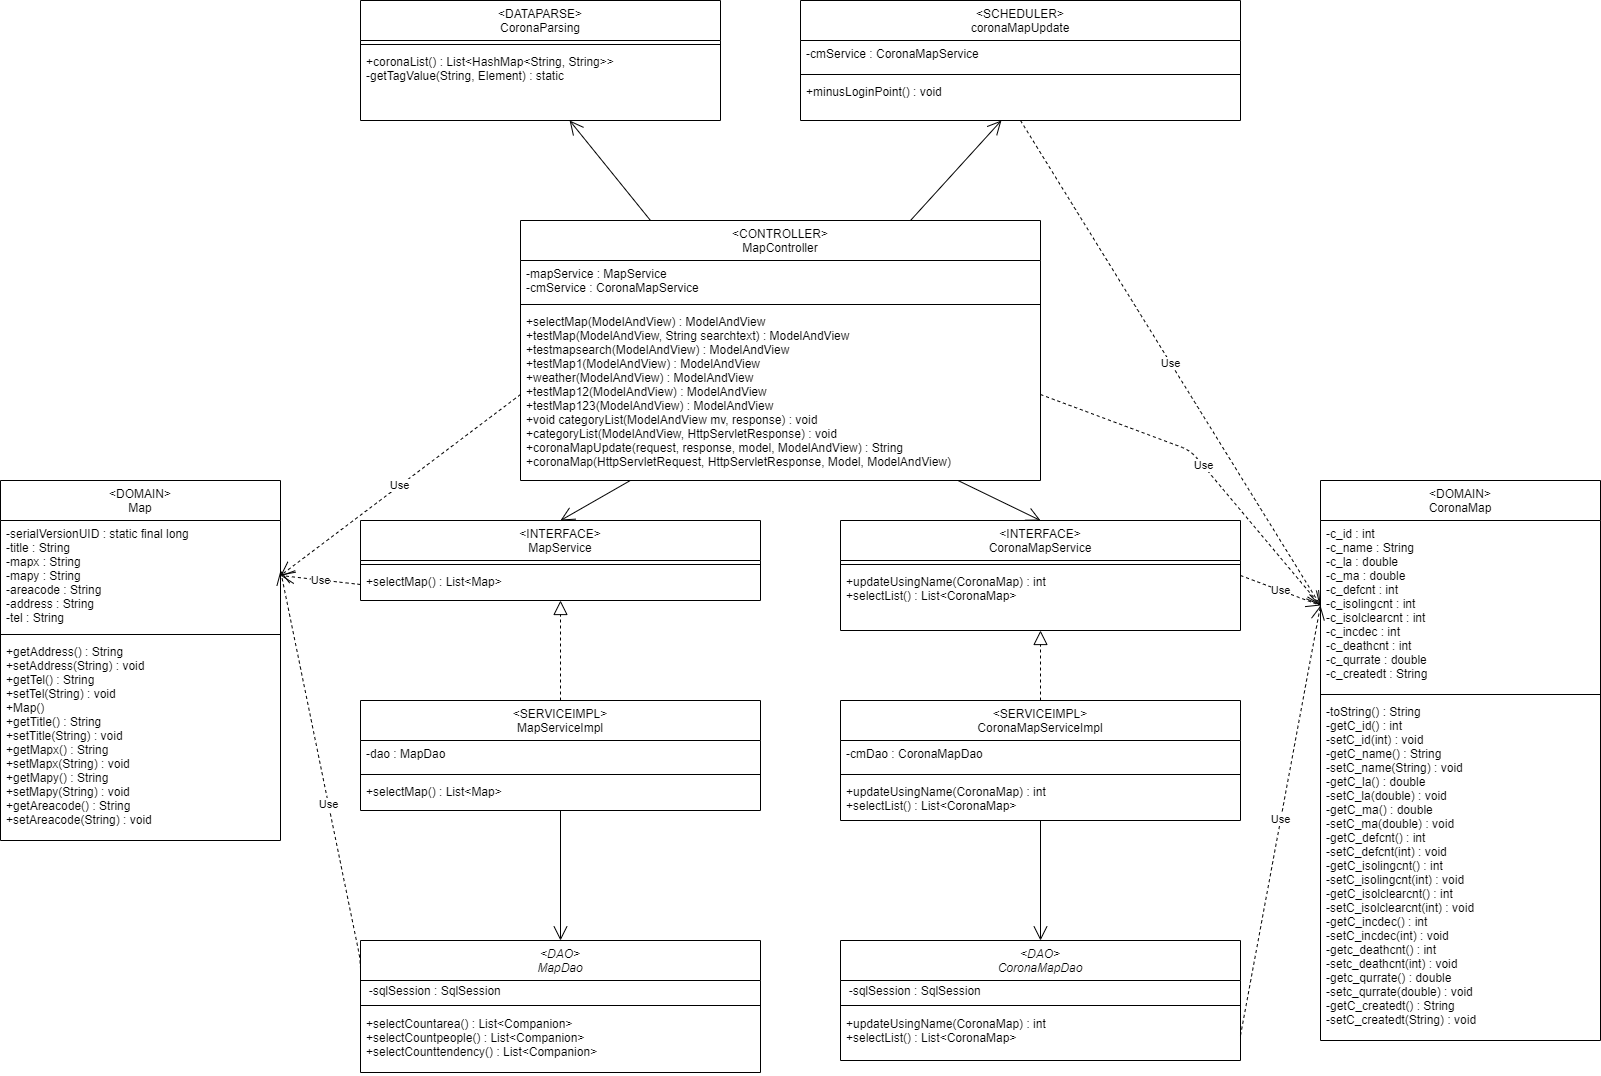 <DATAPARSE>
CoronaParsing
+coronaList() : List<HashMap<String, String>>
-getTagValue(String, Element) : static
<SCHEDULER>
coronaMapUpdate
-cmService : CoronaMapService
+minusLoginPoint() : void
<CONTROLLER>
MapController
-mapService : MapService
-cmService : CoronaMapService
+selectMap(ModelAndView) : ModelAndView
+testMap(ModelAndView, String searchtext) : ModelAndView
+testmapsearch(ModelAndView) : ModelAndView
+testMap1(ModelAndView) : ModelAndView
+weather(ModelAndView) : ModelAndView
+testMap12(ModelAndView) : ModelAndView
+testMap123(ModelAndView) : ModelAndView
+void categoryList(ModelAndView mv, response) : void
+categoryList(ModelAndView, HttpServletResponse) : void
+coronaMapUpdate(request, response, model, ModelAndView) : String
+coronaMap(HttpServletRequest, HttpServletResponse, Model, ModelAndView)
Use
Use
Use
<DOMAIN>
Map
-serialVersionUID : static final long
-title : String
-mapx : String
-mapy : String
-areacode : String
-address : String
-tel : String
+getAddress() : String
+setAddress(String) : void
+getTel() : String
+setTel(String) : void
+Map()
+getTitle() : String
+setTitle(String) : void
+getMapx() : String
+setMapx(String) : void
+getMapy() : String
+setMapy(String) : void
+getAreacode() : String
+setAreacode(String) : void
Use
Use
<INTERFACE>
MapService
+selectMap() : List<Map>
<SERVICEIMPL>
MapServiceImpl
-dao : MapDao
+selectMap() : List<Map>
<DAO>
MapDao
-sqlSession : SqlSession
+selectCountarea() : List<Companion>
+selectCountpeople() : List<Companion>
+selectCounttendency() : List<Companion>
<INTERFACE>
CoronaMapService
+updateUsingName(CoronaMap) : int
+selectList() : List<CoronaMap>
<SERVICEIMPL>
CoronaMapServiceImpl
-cmDao : CoronaMapDao
+updateUsingName(CoronaMap) : int
+selectList() : List<CoronaMap>
<DAO>
CoronaMapDao
-sqlSession : SqlSession
+updateUsingName(CoronaMap) : int
+selectList() : List<CoronaMap>
Use
Use
<DOMAIN>
CoronaMap
-c_id : int
-c_name : String
-c_la : double
-c_ma : double
-c_defcnt : int
-c_isolingcnt : int
-c_isolclearcnt : int
-c_incdec : int
-c_deathcnt : int
-c_qurrate : double
-c_createdt : String
-toString() : String
-getC_id() : int
-setC_id(int) : void
-getC_name() : String
-setC_name(String) : void
-getC_la() : double
-setC_la(double) : void
-getC_ma() : double
-setC_ma(double) : void
-getC_defcnt() : int
-setC_defcnt(int) : void
-getC_isolingcnt() : int
-setC_isolingcnt(int) : void
-getC_isolclearcnt() : int
-setC_isolclearcnt(int) : void
-getC_incdec() : int
-setC_incdec(int) : void
-getc_deathcnt() : int
-setc_deathcnt(int) : void
-getc_qurrate() : double
-setc_qurrate(double) : void
-getC_createdt() : String
-setC_createdt(String) : void